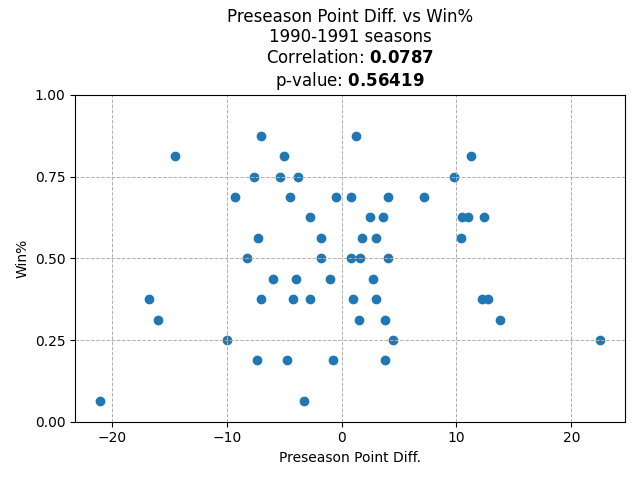 Preseason Point Diff. vs Win%
1990-1991 seasons
Correlation: 0.0787
p-value: 0.56419
1.00
0.75
0.50
0.25
0.00
Win%
−20
−10
0
10
20
Preseason Point Diff.